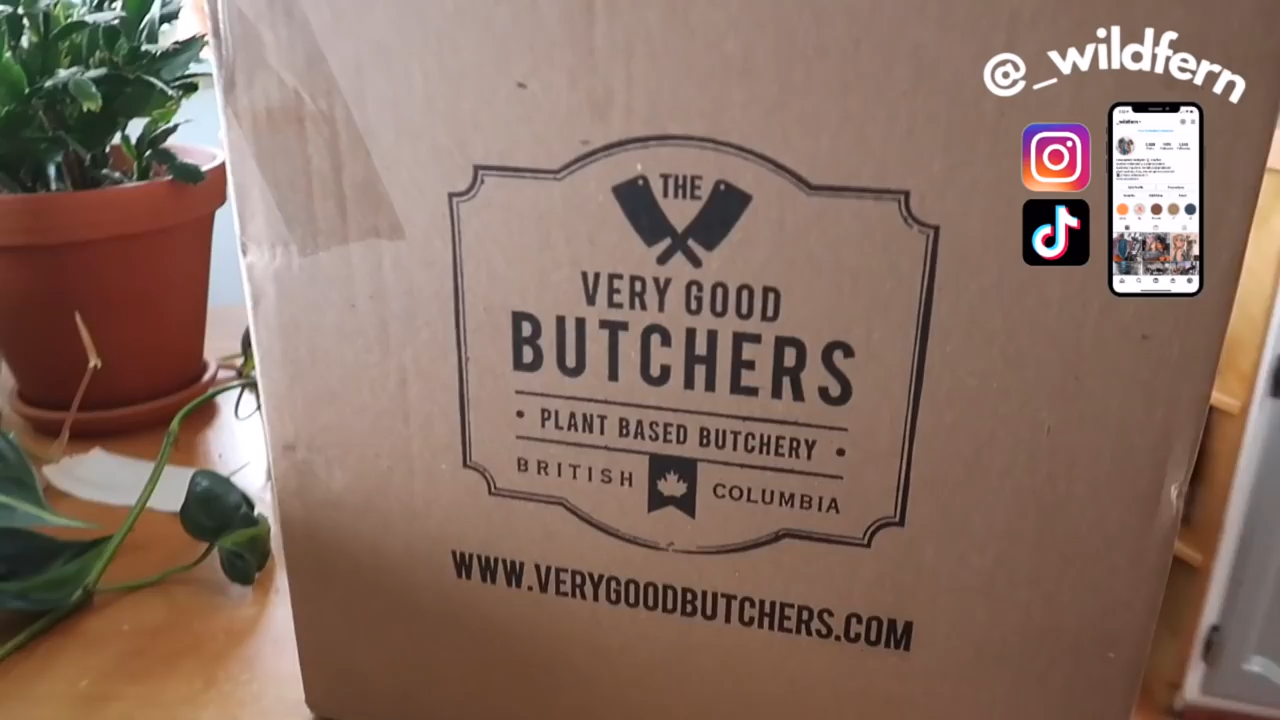 @_wildfern
THE
VERY GOOD
BUTCHERS
• PLANT BASED BUTCHERY •
BRITISH COLUMBIA
WWW.VERYGOODBUTCHERS.COM